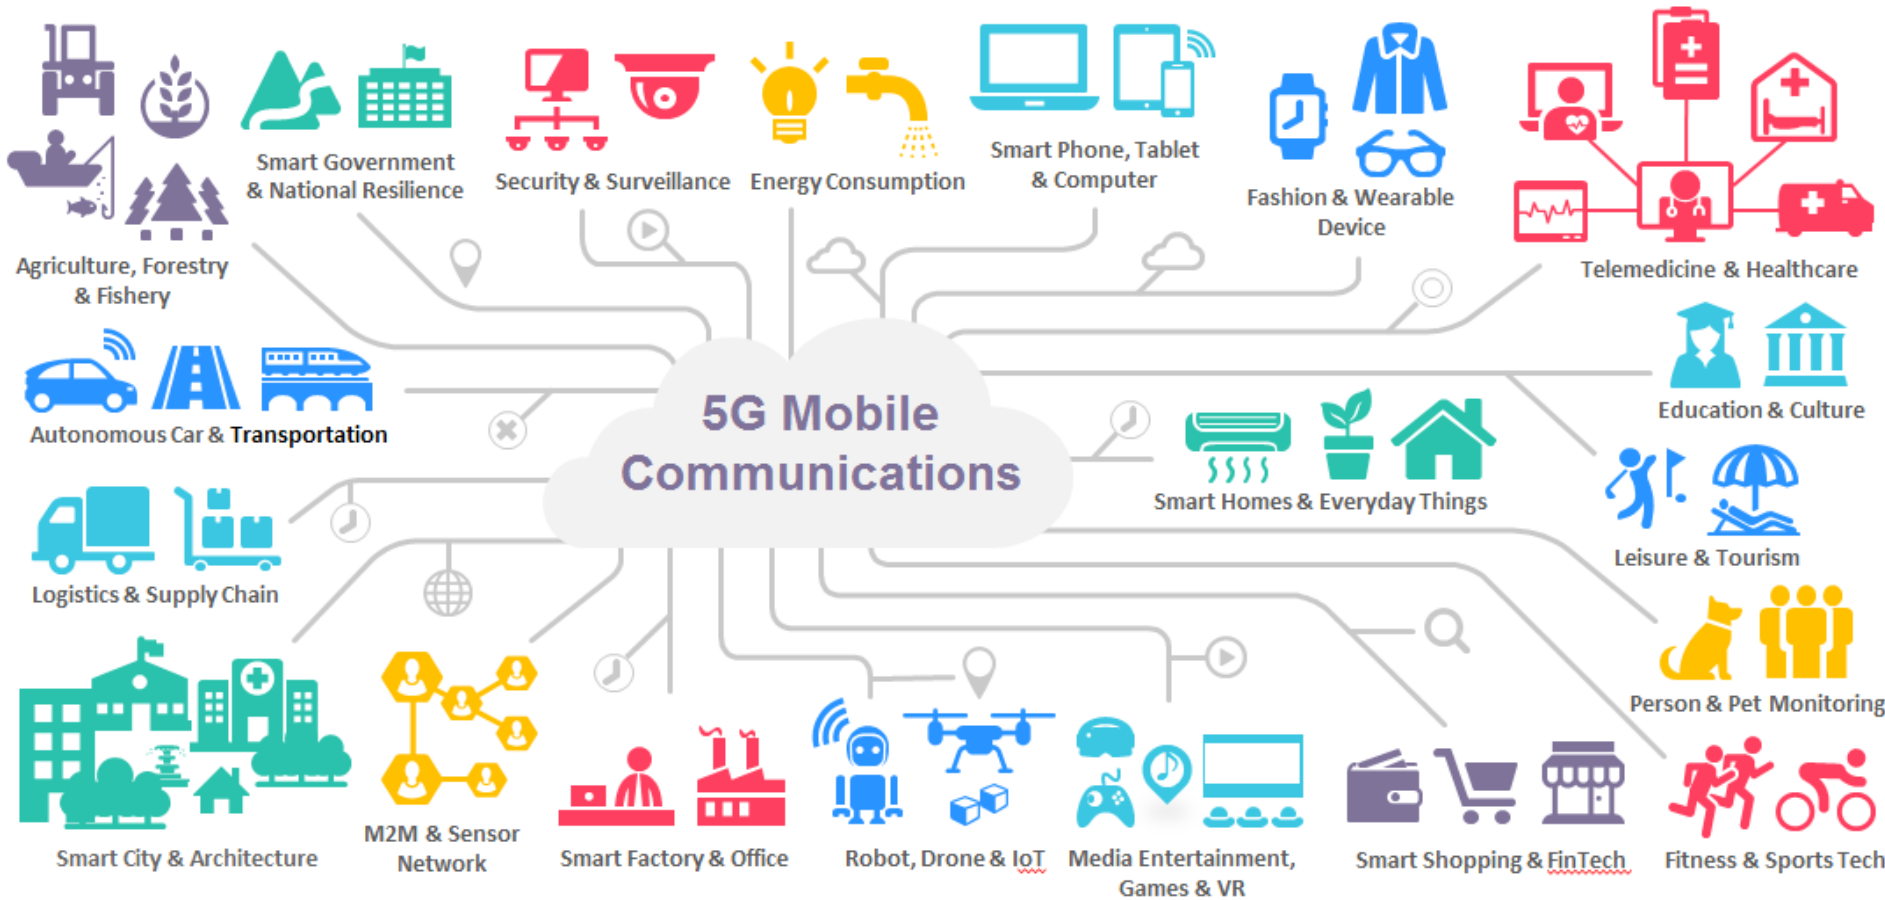 Smart Government
& National Resilience
Security & Surveillance
Energy Consumption
Smart Phone, Tablet
& Computer
Fashion & Wearable
Device
Telemedicine & Healthcare
Agriculture, Forestry
& Fishery
Autonomous Car & Transportation
5G Mobile
Communications
Education & Culture
Smart Homes & Everyday Things
Leisure & Tourism
Logistics & Supply Chain
Person & Pet Monitoring
Smart City & Architecture
M2M & Sensor
Network
Smart Factory & Office
Robot, Drone & IoT
Media Entertainment,
Games & VR
Smart Shopping & FinTech
Fitness & Sports Tech